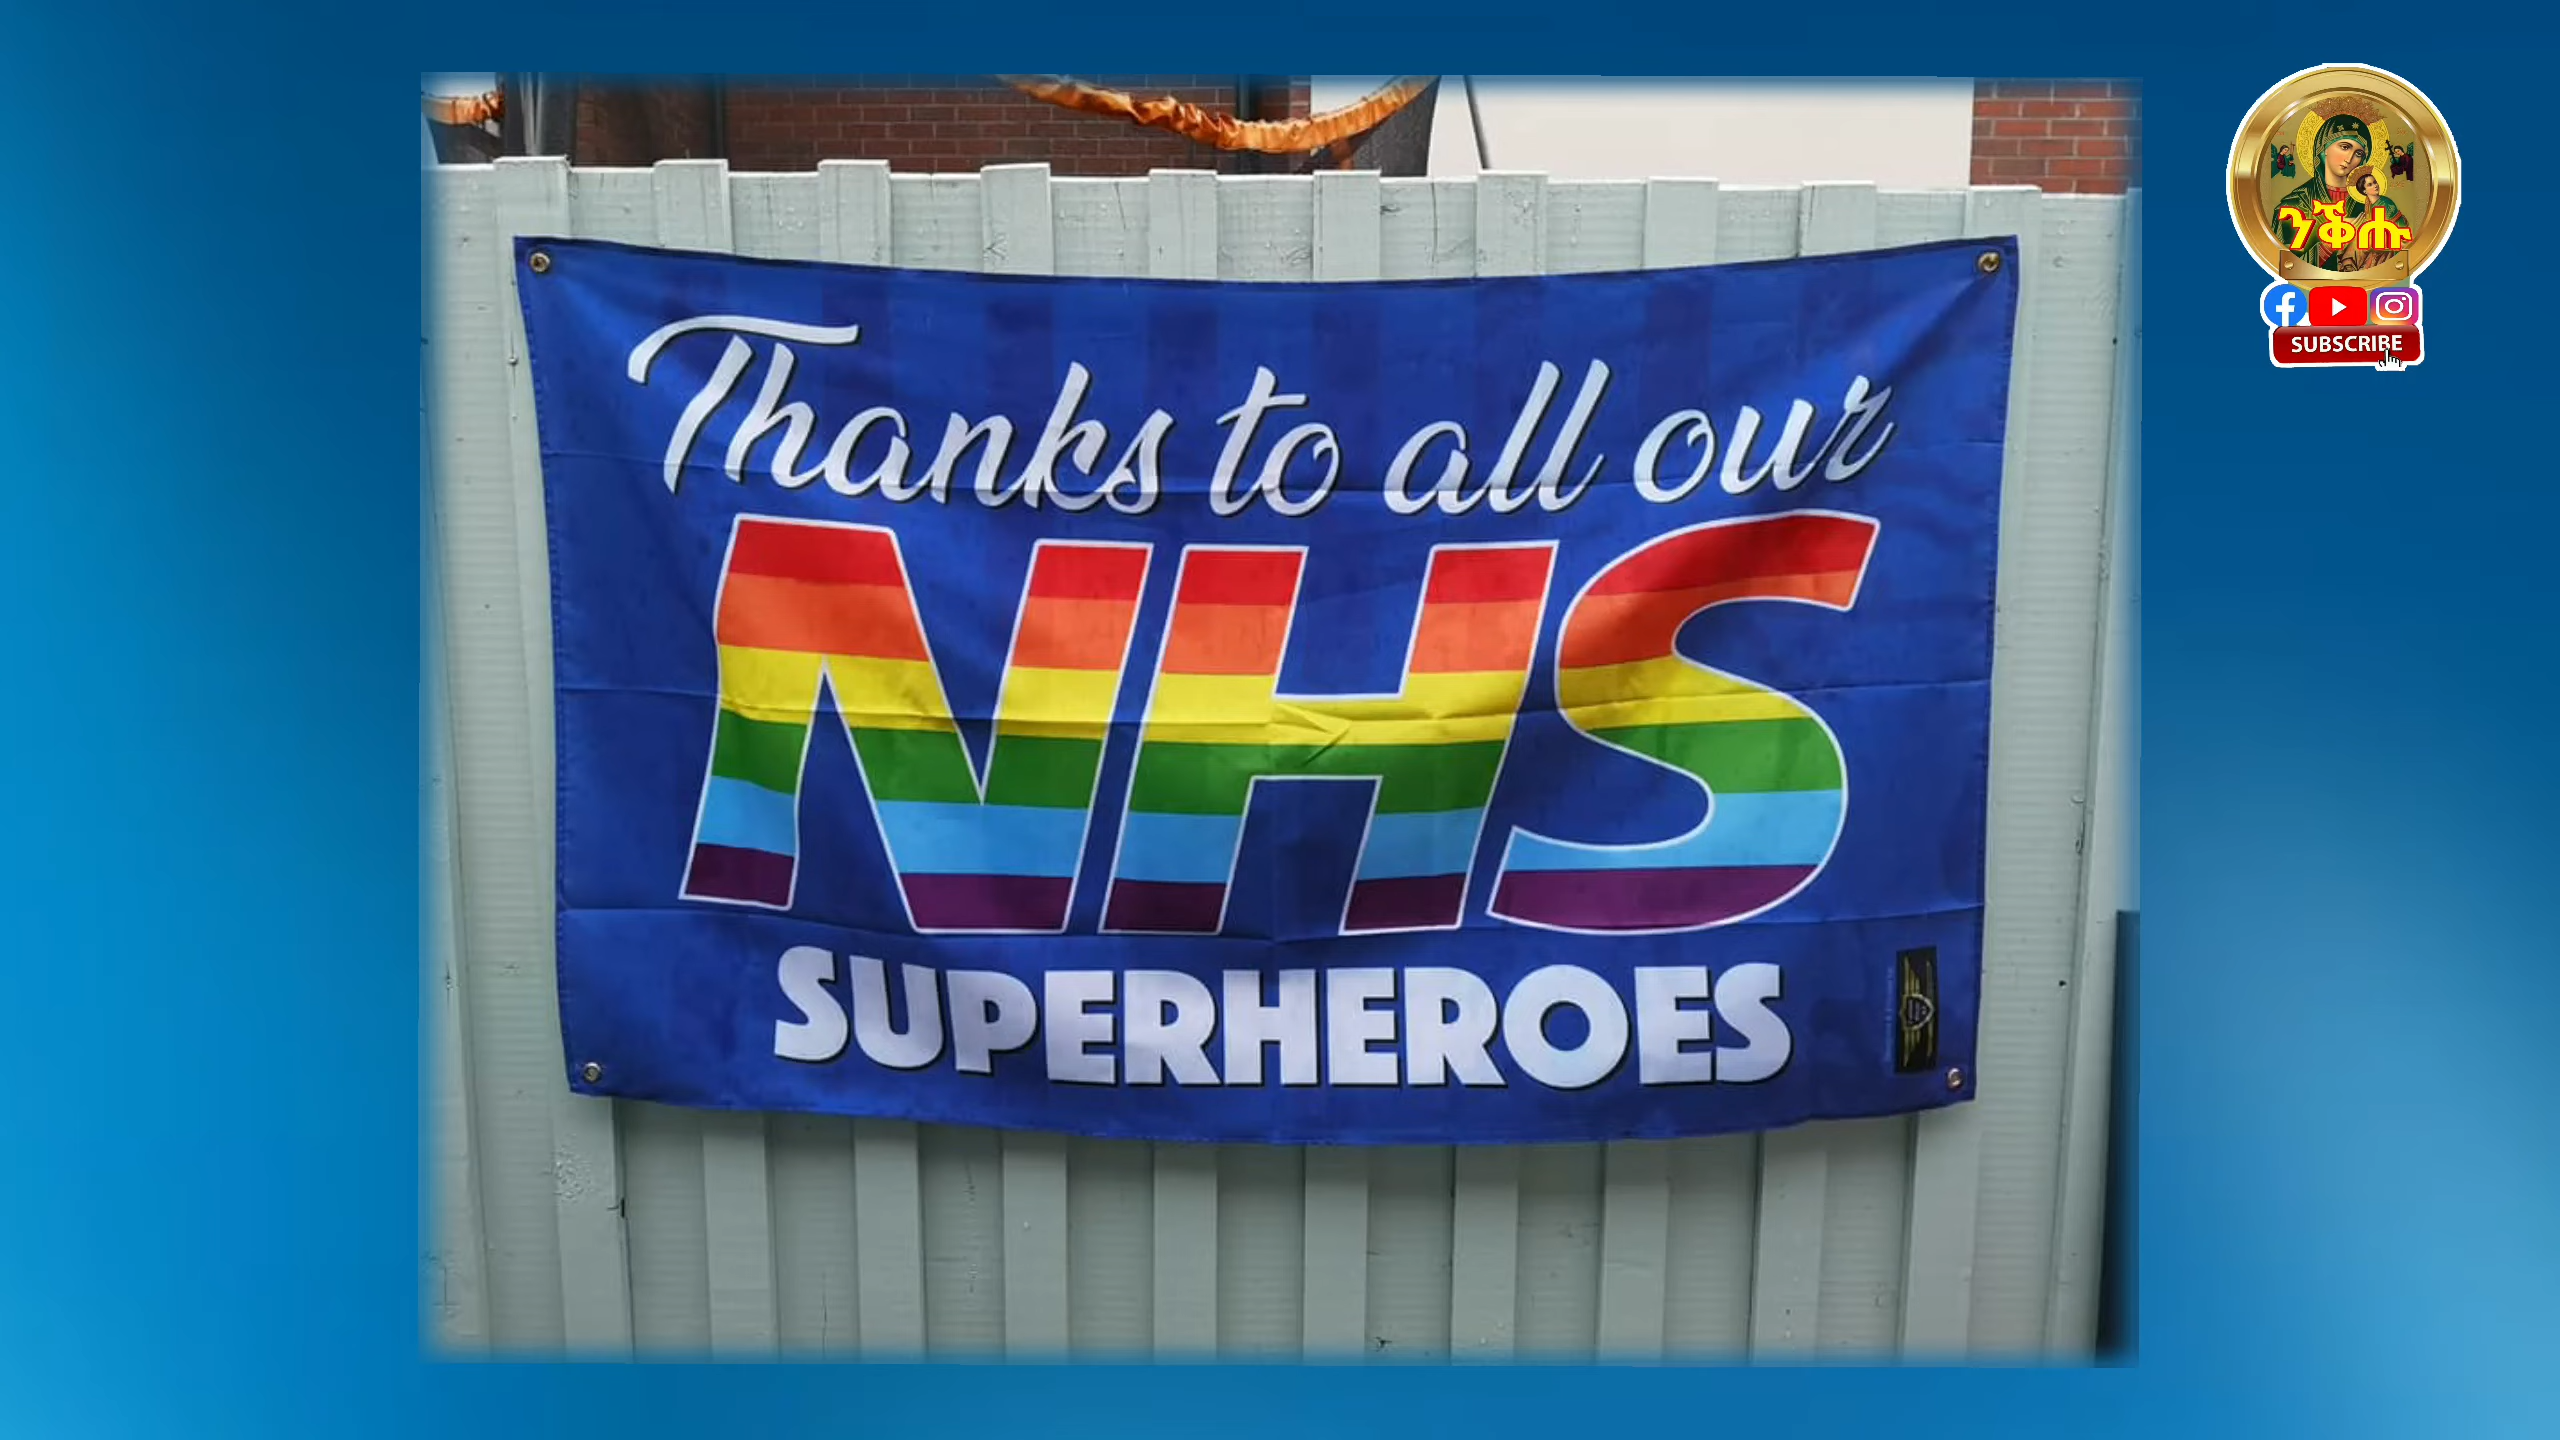 Thanks to all our
NHS
SUPERHEROES
ንቅሑ
SUBSCRIBE